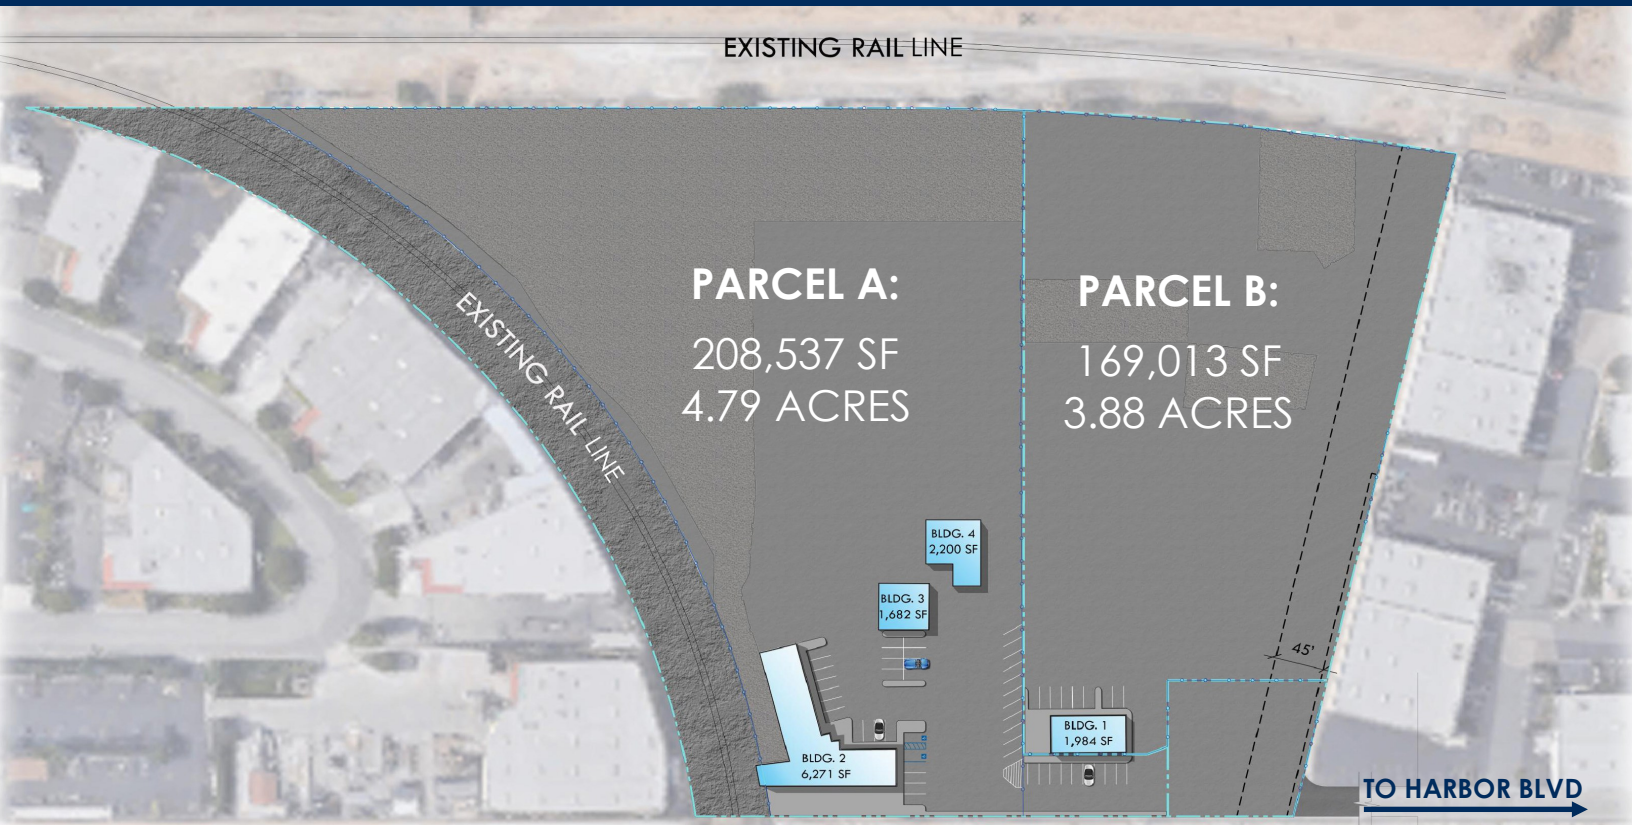 EXISTING RAIL LINE
PARCEL A:
208,537 SF
4.79 ACRES
PARCEL B:
169,013 SF
3.88 ACRES
EXISTING RAIL LINE
BLDG. 4
2,200 SF
BLDG. 3
1,682 SF
45'
BLDG. 1
1,984 SF
BLDG. 2
6,271 SF
TO HARBOR BLVD